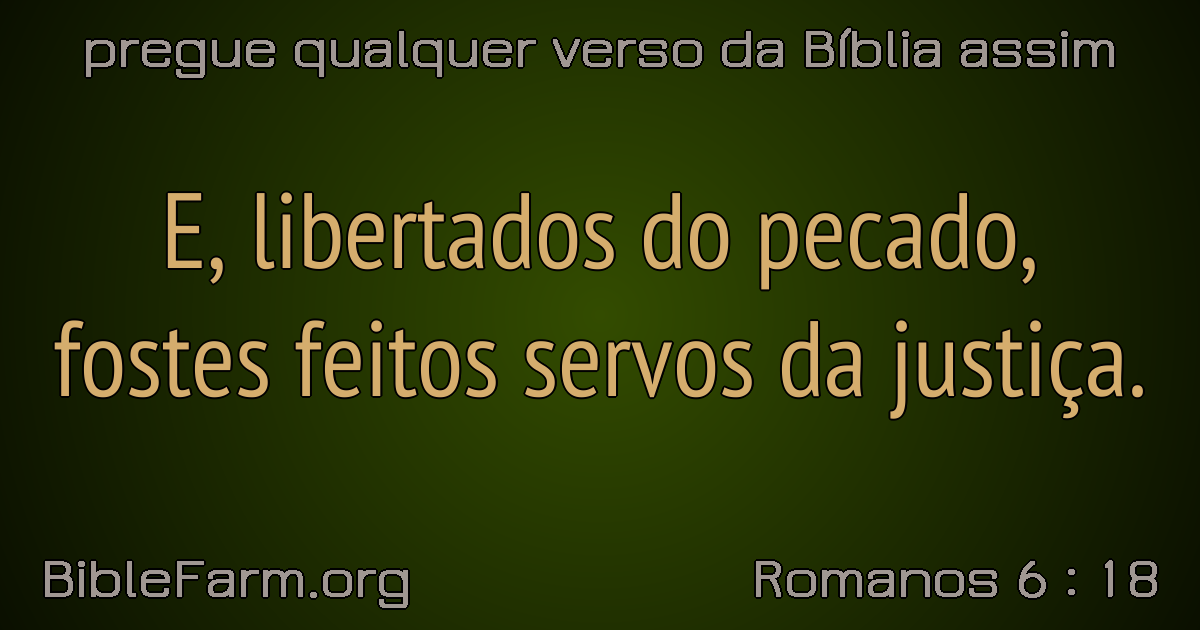 pregue qualquer verso da Bíblia assim
E, libertados do pecado,
fostes feitos servos da justiça.
BibleFarm.org
Romanos 6 : 18